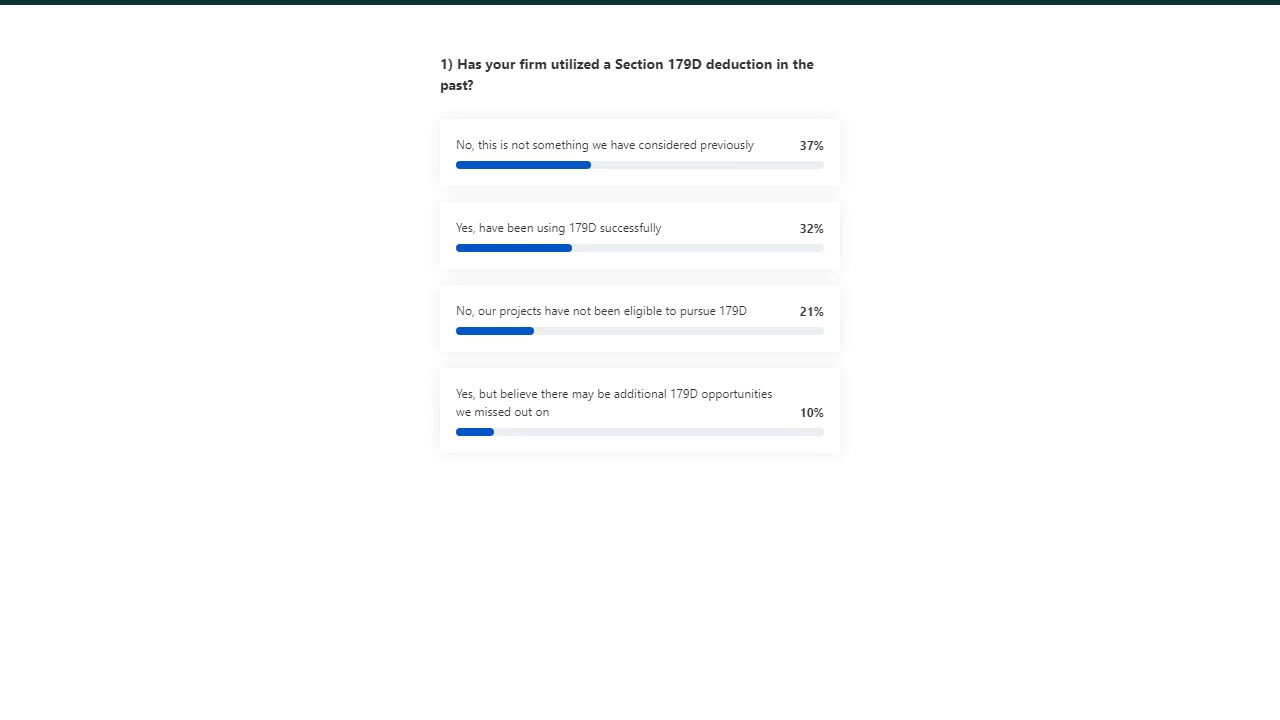 1) Has your firm utilized a Section 179D deduction in the
past?
No, this is not something we have considered previously 37%
Yes, have been using 179D successfully 32%
No, our projects have not been eligible to pursue 179D 21%
Yes, but believe there may be additional 179D opportunities
we missed out on 10%